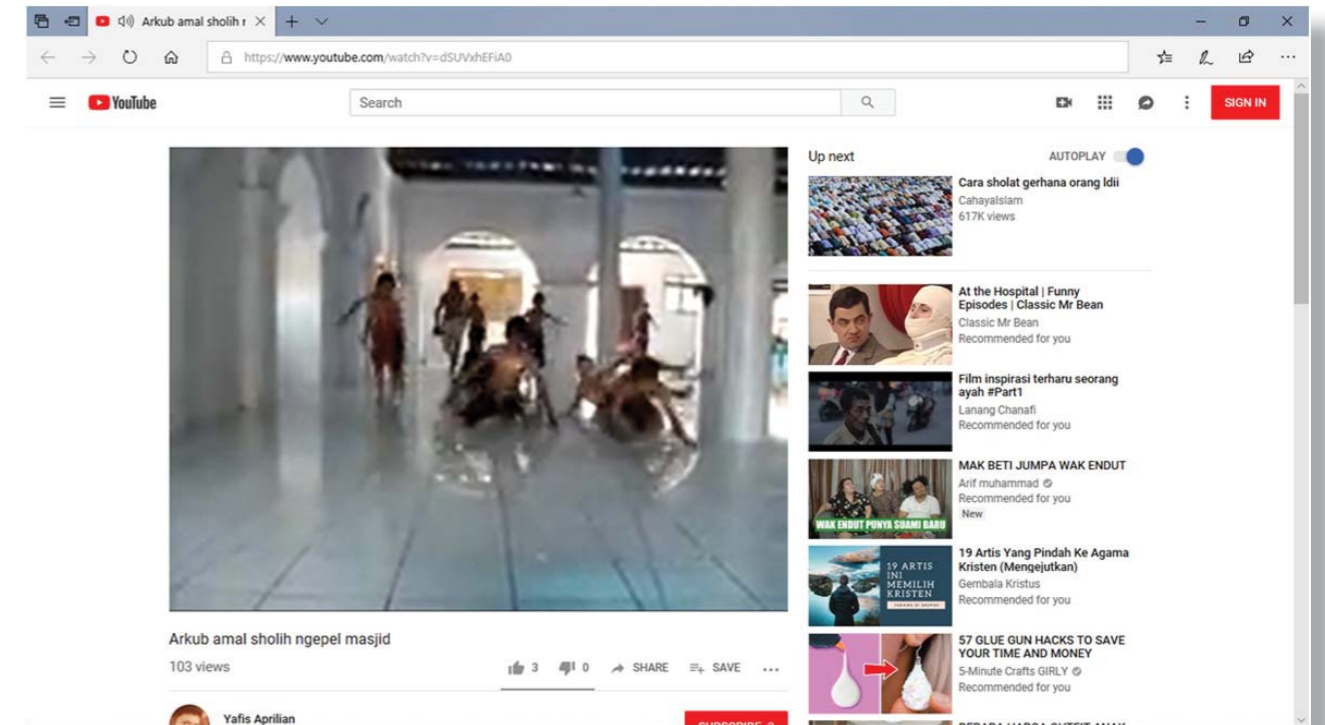 Arkub amal sholih r
https://www.youtube.com/watch?v=dSUVxhEFiA0
YouTube
Search
SIGN IN
Up next
AUTOPLAY
Cara sholat gerhana orang ldii
CahayaIslam
617K views
At the Hospital | Funny
Episodes | Classic Mr Bean
Classic Mr Bean
Recommended for you
Film inspirasi terharu seorang
ayah #Part1
Lanang Chanafi
Recommended for you
WAK ENDUT PUNYA SUAMI BARU
MAK BETI JUMPA WAK ENDUT
Arif muhammad
Recommended for you
New
19 ARTIS
INI
MEMILIH
KRISTEN
19 Artis Yang Pindah Ke Agama
Kristen (Mengejutkan)
Gembala Kristus
Recommended for you
57 GLUE GUN HACKS TO SAVE
YOUR TIME AND MONEY
5-Minute Crafts GIRLY
Recommended for you
Arkub amal sholih ngepel masjid
103 views
3 0 SHARE SAVE
Yafis Aprilian